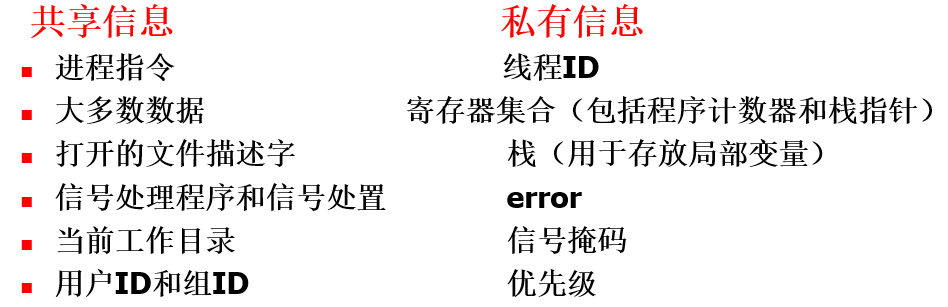 共享信息 私有信息
进程指令 线程ID
大多数数据 寄存器集合（包括程序计数器和栈指针）
打开的文件描述字 栈（用于存放局部变量）
信号处理程序和信号处置 error
当前工作目录 信号掩码
用户ID和组ID 优先级